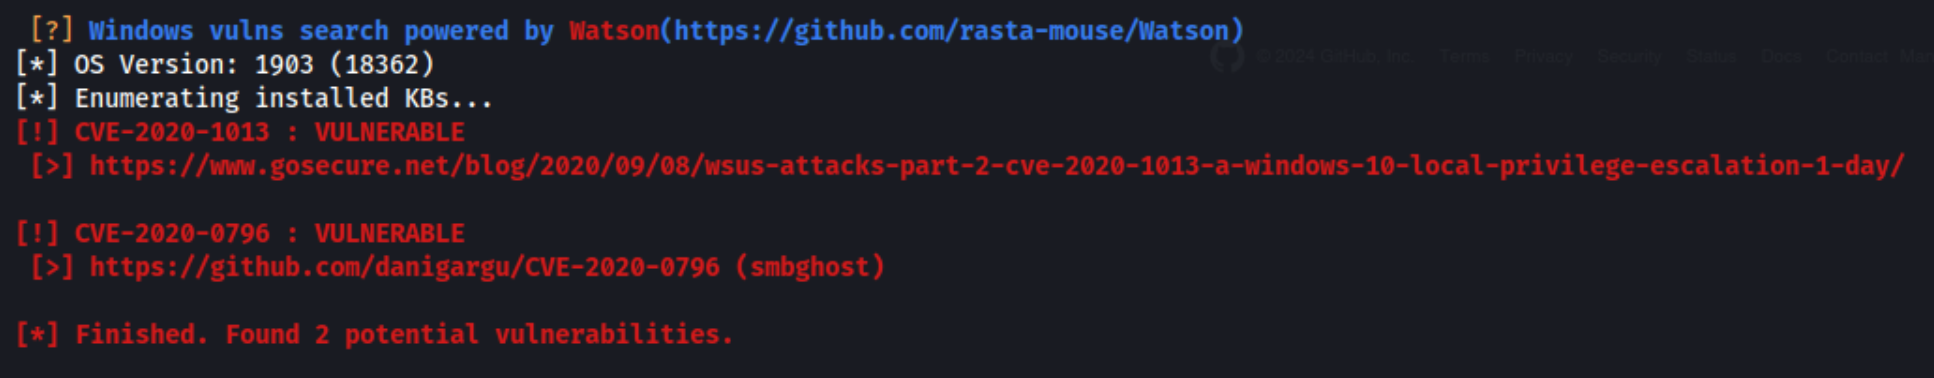 [?] Windows vulns search powered by Watson(https://github.com/rasta-mouse/Watson)
[*] OS Version: 1903 (18362)
© 2024 GitHub, Inc. Terms Privacy Security Status Docs Contact
[*] Enumerating installed KBs...
[!] CVE-2020-1013 : VULNERABLE
[>] https://www.gosecure.net/blog/2020/09/08/wsus-attacks-part-2-cve-2020-1013-a-windows-10-local-privilege-escalation-1-day/
[!] CVE-2020-0796 : VULNERABLE
[>] https://github.com/danigargu/CVE-2020-0796 (smbghost)
[*] Finished. Found 2 potential vulnerabilities.